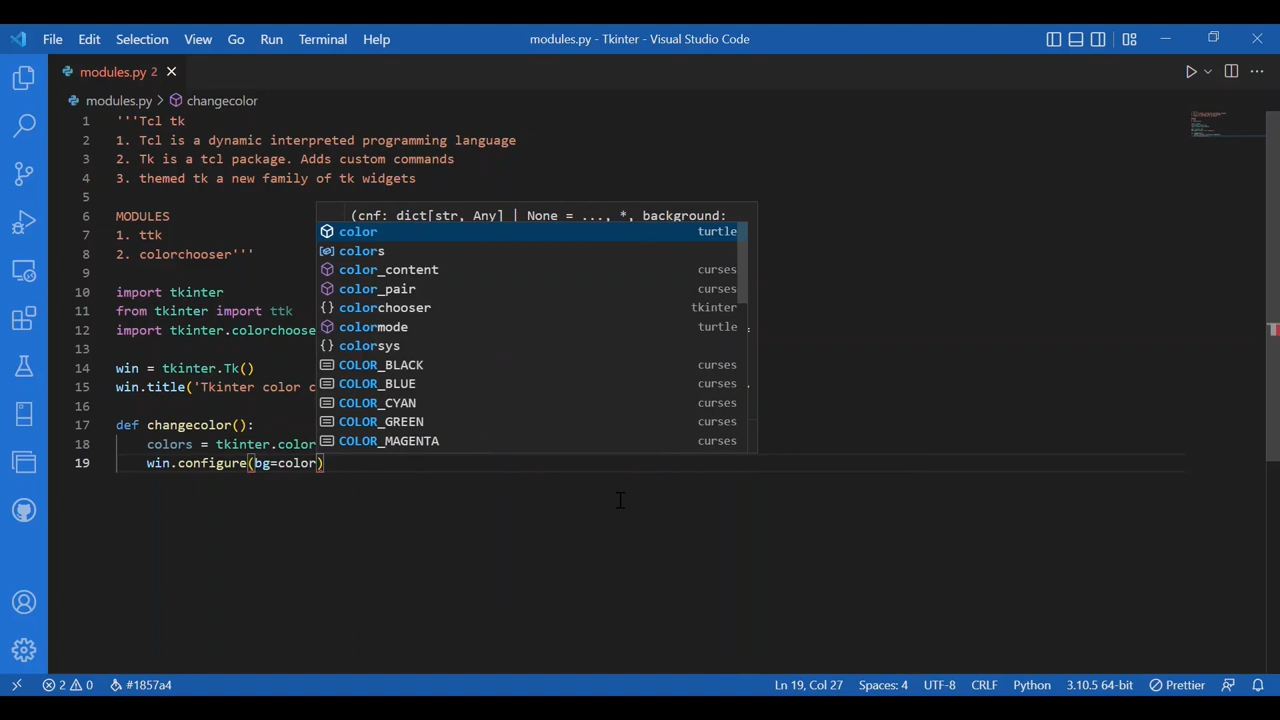 File Edit Selection View Go Run Terminal Help modules.py - Tkinter - Visual Studio Code
modules.py 2
modules.py changecolor
1 '''Tcl tk
2 1. Tcl is a dynamic interpreted programming language
3 2. Tk is a tcl package. Adds custom commands
4 3. themed tk a new family of tk widgets
5
6 MODULES
7 1. ttk
8 2. colorchooser'''
9
10 import tkinter
11 from tkinter import ttk
12 import tkinter.colorchoose
13
14 win = tkinter.Tk()
15 win.title('Tkinter color c
16
17 def changecolor():
18 colors = tkinter.color
19 win.configure(bg=color)
(cnf: dict[str, Any] | None = ..., *, background:
color turtle
colors
color_content curses
color_pair curses
colorchooser tkinter
colormode turtle
colorsys
COLOR_BLACK curses
COLOR_BLUE curses
COLOR_CYAN curses
COLOR_GREEN curses
COLOR_MAGENTA curses
2 0 #1857a4 Ln 19, Col 27 Spaces: 4 UTF-8 CRLF Python 3.10.5 64-bit Prettier